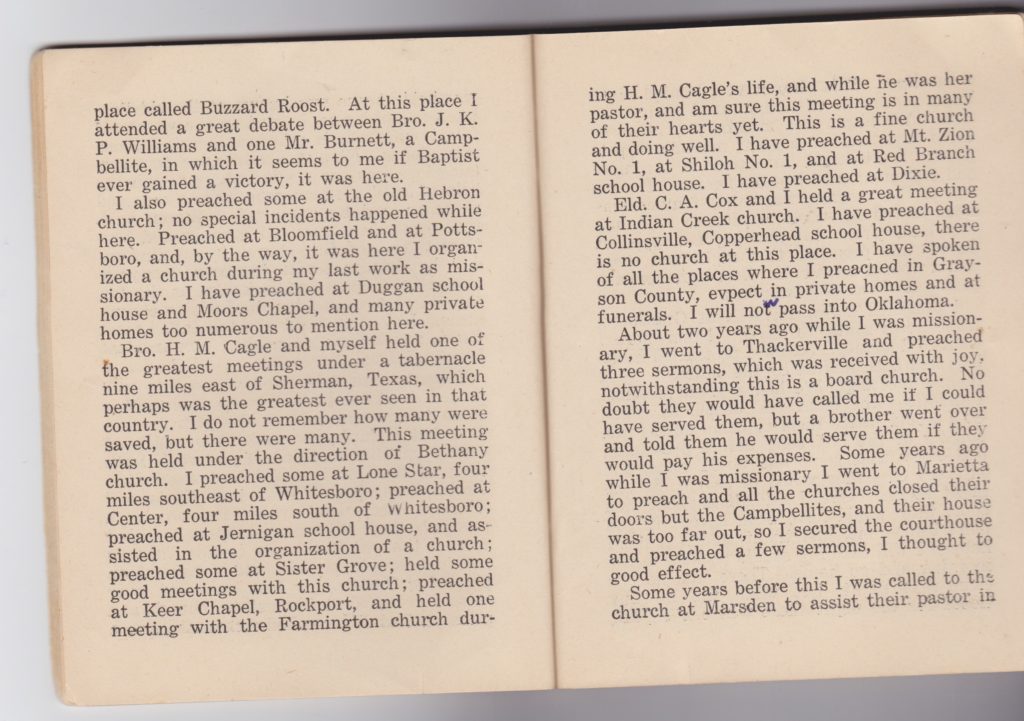 place called Buzzard Roost. At this place I
attended a great debate between Bro. J. K.
P. Williams and one Mr. Burnett, a Camp-
bellite, in which it seems to me if Baptist
ever gained a victory, it was here.
I also preached some at the old Hebron
church; no special incidents happened while
here. Preached at Bloomfield and at Potts-
boro, and, by the way, it was here I organ-
ized a church during my last work as mis-
sionary. I have preached at Duggan school
house and Moors Chapel, and many private
homes too numerous to mention here.
Bro. H. M. Cagle and myself held one of
the greatest meetings under a tabernacle
nine miles east of Sherman, Texas, which
perhaps was the greatest ever seen in that
country. I do not remember how many were
saved, but there were many. This meeting
was held under the direction of Bethany
church. I preached some at Lone Star, four
miles southeast of Whitesboro; preached at
Center, four miles south of Whitesboro;
preached at Jernigan school house, and as-
sisted in the organization of a church;
preached some at Sister Grove; held some
good meetings with this church; preached
at Keer Chapel, Rockport, and held one
meeting with the Farmington church dur-
ing H. M. Cagle's life, and while he was her
pastor, and am sure this meeting is in many
of their hearts yet. This is a fine church
and doing well. I have preached at Mt. Zion
No. 1, at Shiloh No. 1, and at Red Branch
school house. I have preached at Dixie.
Eld. C. A. Cox and I held a great meeting
at Indian Creek church. I have preached at
Collinsville, Copperhead school house, there
is no church at this place. I have spoken
of all the places where I preached in Gray-
son County, evpect in private homes and at
funerals. I will not pass into Oklahoma.
About two years ago while I was mission-
ary, I went to Thackerville and preached
three sermons, which was received with joy,
notwithstanding this is a board church. No
doubt they would have called me if I could
have served them, but a brother went over
and told them he would serve them if they
would pay his expenses. Some years ago
while I was missionary I went to Marietta
to preach and all the churches closed their
doors but the Campbellites, and their house
was too far out, so I secured the courthouse
and preached a few sermons, I thought to
good effect.
Some years before this I was called to the
church at Marsden to assist their pastor in